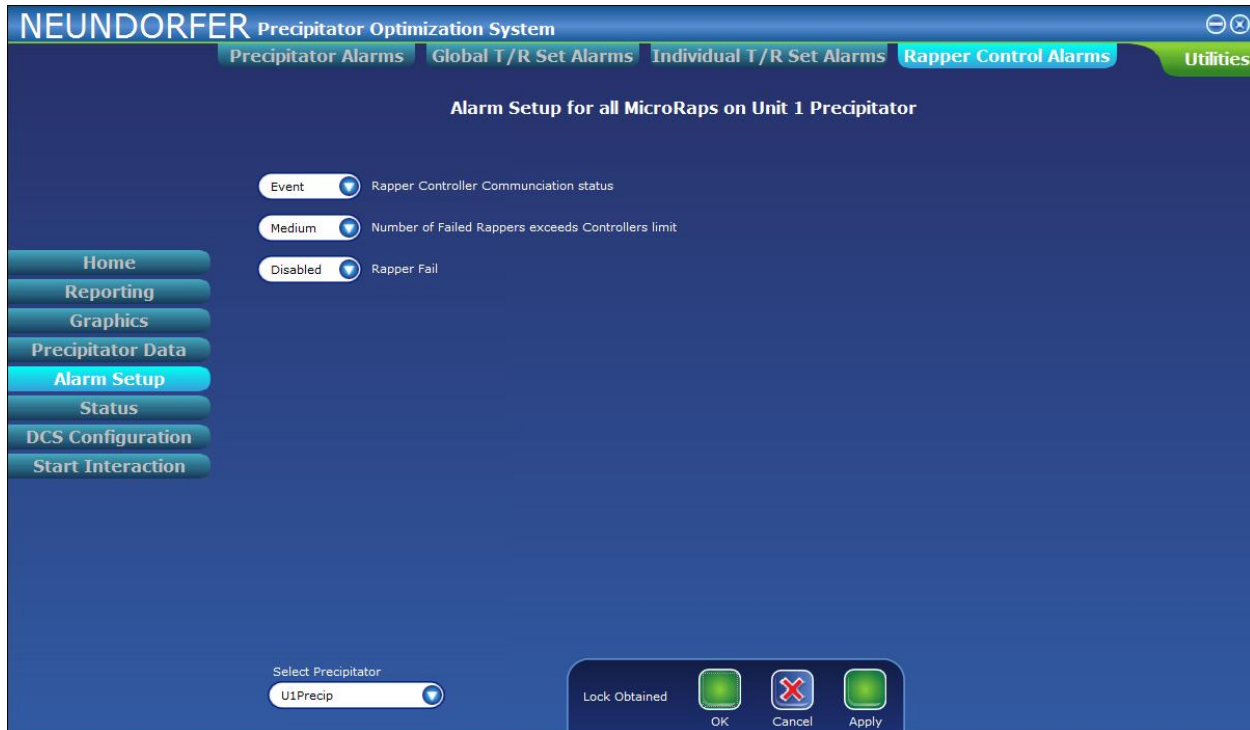 NEUNDORFER Precipitator Optimization System
Precipitator Alarms Global T/R Set Alarms Individual T/R Set Alarms Rapper Control Alarms Utilities
Alarm Setup for all MicroRaps on Unit 1 Precipitator
Event Rapper Controller Communciation status
Medium Number of Failed Rappers exceeds Controllers limit
Disabled Rapper Fail
Home
Reporting
Graphics
Precipitator Data
Alarm Setup
Status
DCS Configuration
Start Interaction
Select Precipitator
U1Precip
Lock Obtained
OK Cancel Apply